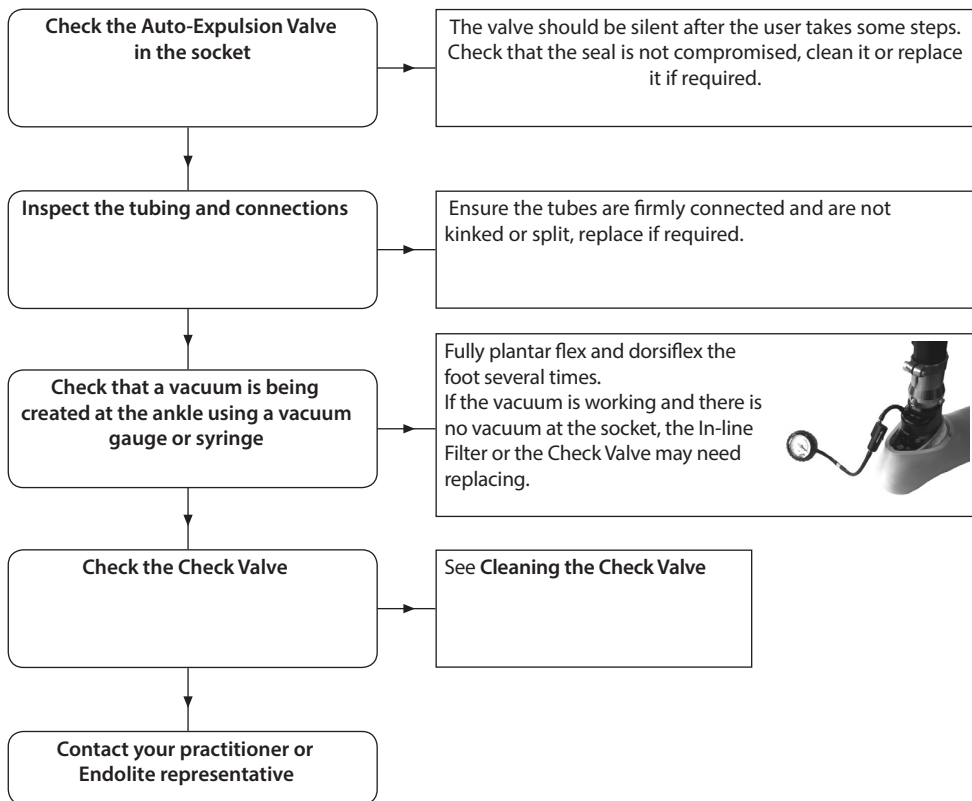 Check the Auto-Expulsion Valve
in the socket
The valve should be silent after the user takes some steps.
Check that the seal is not compromised, clean it or replace
it if required.
Inspect the tubing and connections
Ensure the tubes are firmly connected and are not
kinked or split, replace if required.
Check that a vacuum is being
created at the ankle using a vacuum
gauge or syringe
Fully plantar flex and dorsiflex the
foot several times.
If the vacuum is working and there is
no vacuum at the socket, the In-line
Filter or the Check Valve may need
replacing.
Check the Check Valve
See Cleaning the Check Valve
Contact your practitioner or
Endolite representative